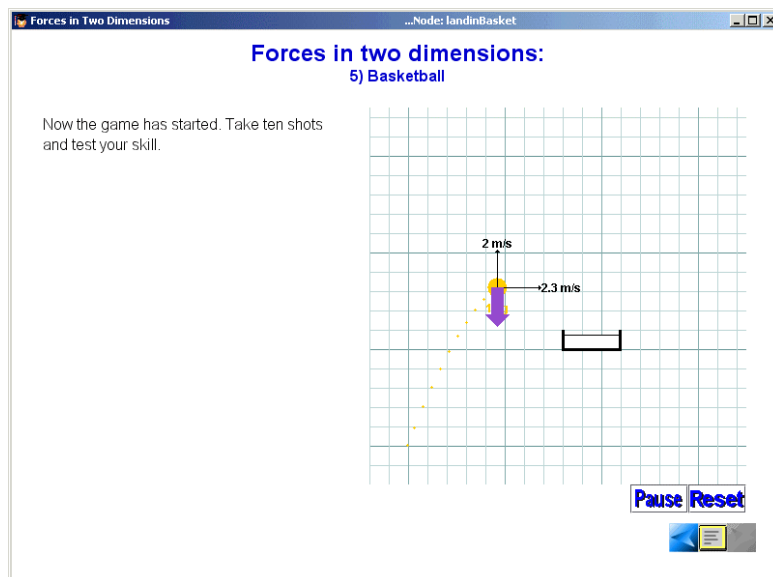 Forces in Two Dimensions ...Node: landinBasket
Forces in two dimensions:
5) Basketball
Now the game has started. Take ten shots
and test your skill.
2 m/s
2.3 m/s
Pause Reset